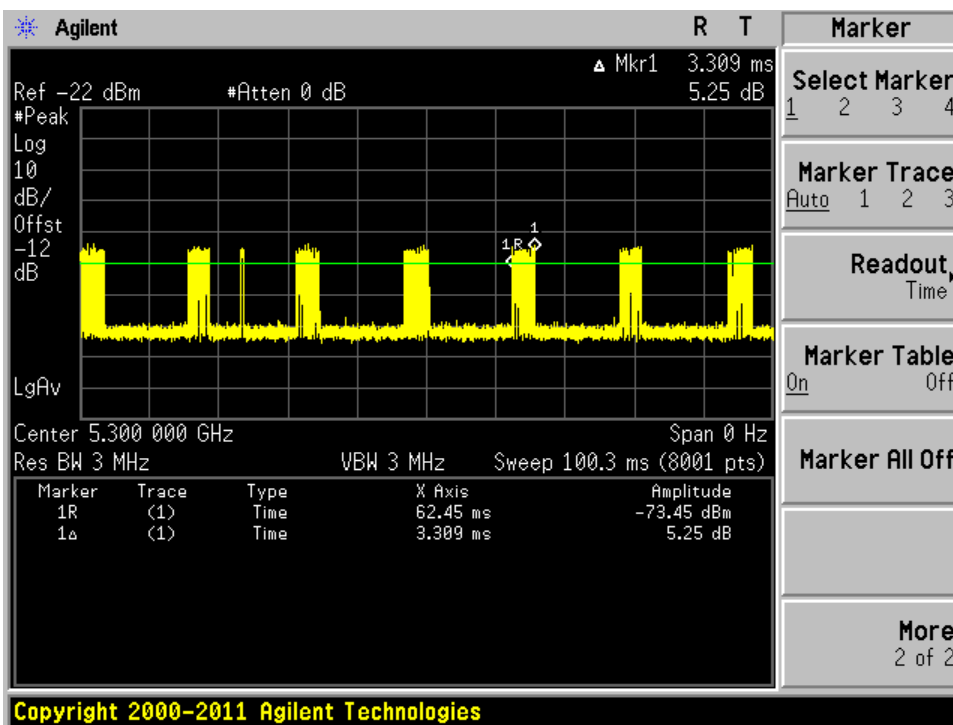 Agilent R T
Δ Mkr1 3.309 ms
Ref -22 dBm #Atten 0 dB 5.25 dB
#Peak
Log
10
dB/
Offst
-12
dB
1R
1
LgAv
Center 5.300 000 GHz Span 0 Hz
Res BW 3 MHz VBW 3 MHz Sweep 100.3 ms (8001 pts)
Marker Trace Type X Axis Amplitude
1R (1) Time 62.45 ms -73.45 dBm
1Δ (1) Time 3.309 ms 5.25 dB
Marker
Select Marker
1 2 3 4
Marker Trace
Auto 1 2 3
Readout
Time
Marker Table
On Off
Marker All Off
More
2 of 2
Copyright 2000-2011 Agilent Technologies